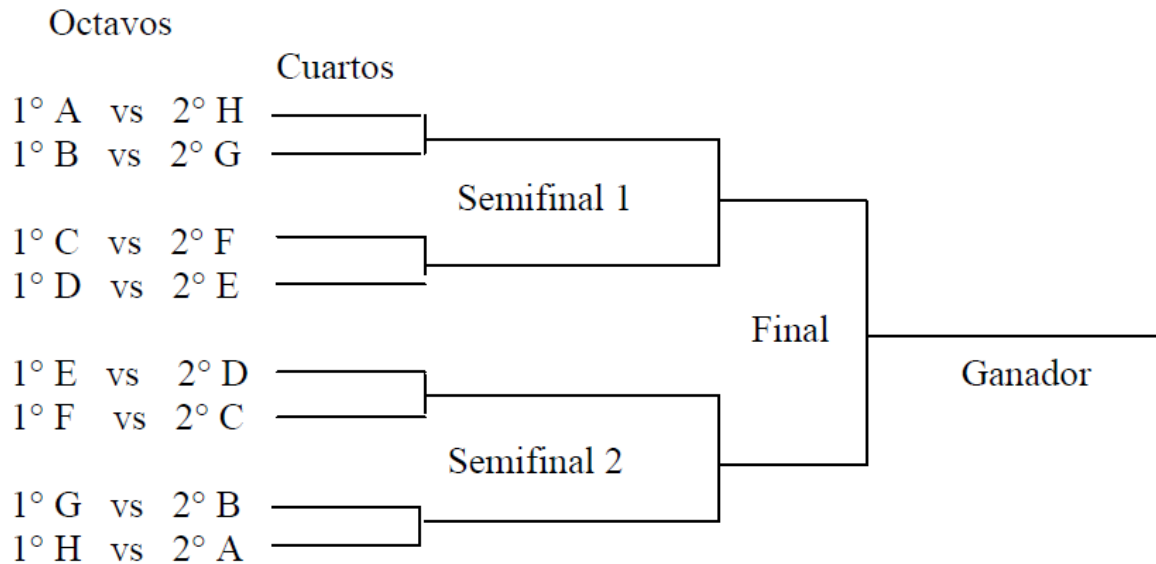 Octavos
Cuartos
1° A vs 2° H
1° B vs 2° G
Semifinal 1
1° C vs 2° F
1° D vs 2° E
Final
1° E vs 2° D
Ganador
1° F vs 2° C
Semifinal 2
1° G vs 2° B
1° H vs 2° A